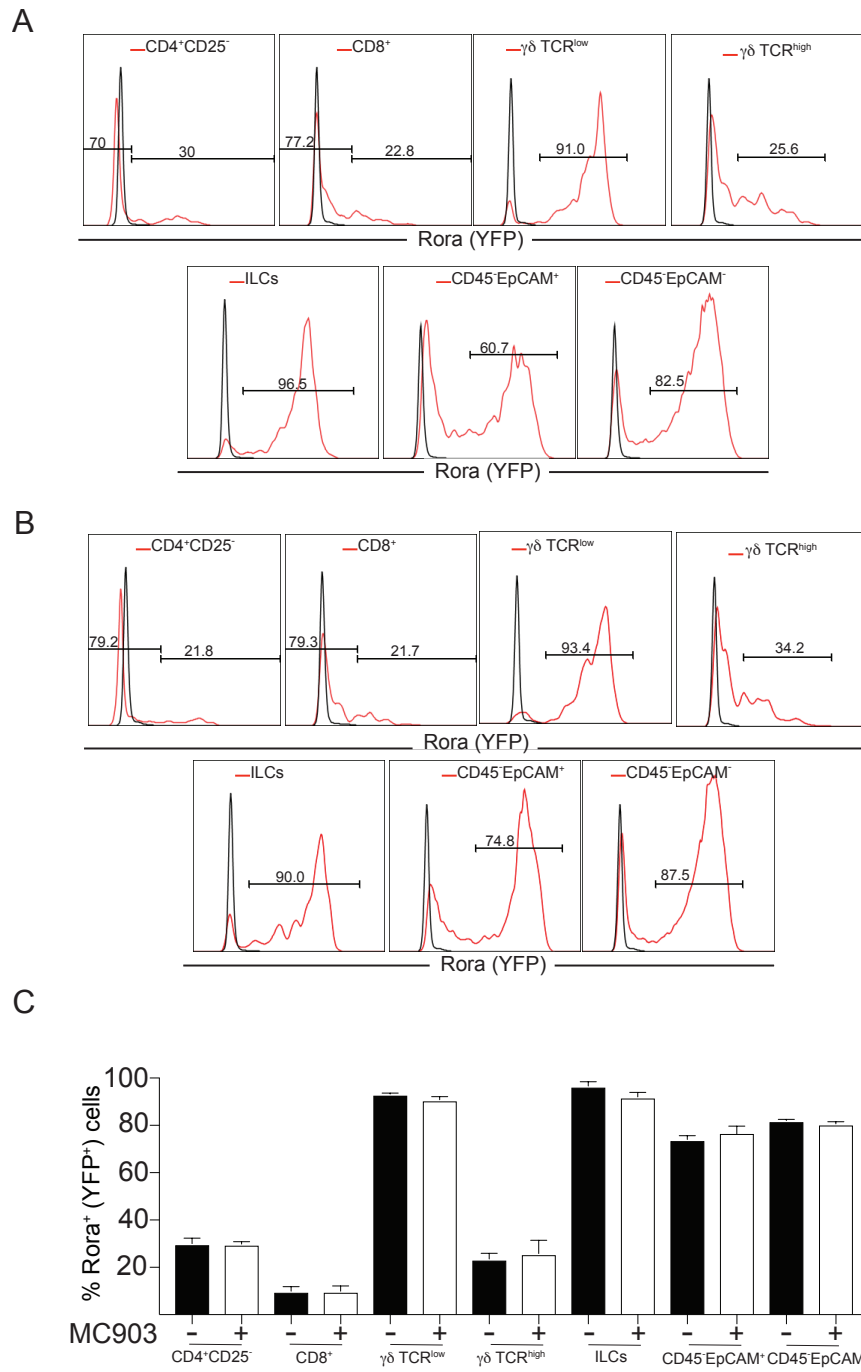 A
CD4⁺CD25⁻ CD8⁺ γδ TCRˡᵒʷ γδ TCRʰⁱᵍʰ
70 30 77.2 22.8 91.0 25.6
Rora (YFP)
ILCs CD45⁻EpCAM⁺ CD45⁻EpCAM⁻
96.5 60.7 82.5
Rora (YFP)
B
CD4⁺CD25⁻ CD8⁺ γδ TCRˡᵒʷ γδ TCRʰⁱᵍʰ
79.2 21.8 79.3 21.7 93.4 34.2
Rora (YFP)
ILCs CD45⁻EpCAM⁺ CD45⁻EpCAM⁻
90.0 74.8 87.5
Rora (YFP)
C
% Rora⁺ (YFP⁺) cells
100
80
60
40
20
MC903 - + - + - + - + - + - + - +
CD4⁺CD25⁻ CD8⁺ γδ TCRˡᵒʷ γδ TCRʰⁱᵍʰ ILCs CD45⁻EpCAM⁺ CD45⁻EpCAM